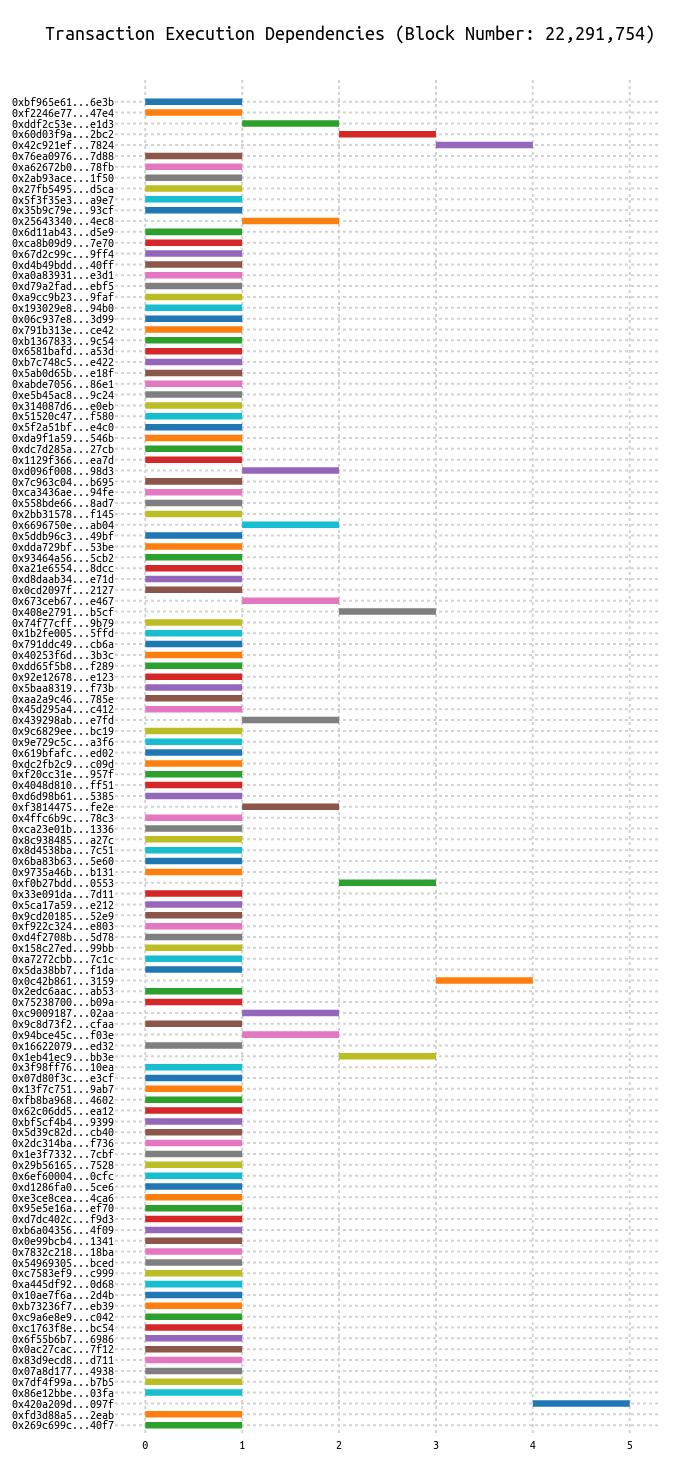 Transaction Execution Dependencies (Block Number: 22,291,754)
0xbf965e61...6e3b
0xf2246e77...47e4
0xddf2c53e...e1d3
0x60d03f9a...2bc2
0x42c921ef...7824
0x76ea0976...7d88
0xa62672b0...78fb
0x2ab93ace...1f50
0x27fb5495...d5ca
0x5f3f35e3...a9e7
0x35b9c79e...93cf
0x25643340...4ec8
0x6d11ab43...d5e9
0xca8b09d9...7e70
0x67d2c99c...9ff4
0xd4b49bdd...40ff
0xa0a83931...e3d1
0xd79a2fad...ebf5
0xa9cc9b23...9faf
0x193029e8...94b0
0x06c937e8...3d99
0x791b313e...ce42
0xb1367833...9c54
0x6581bafd...a53d
0xb7c748c5...e422
0x5ab0d65b...e18f
0xabde7056...86e1
0xe5b45ac8...9c24
0x314087d6...e0eb
0x51520c47...f580
0x5f2a51bf...e4c0
0xda9f1a59...546b
0xdc7d285a...27cb
0x1129f366...ea7d
0xd096f008...98d3
0x7c963c04...b695
0xca3436ae...94fe
0x558bde66...8ad7
0x2bb31578...f145
0x6696750e...ab04
0x5ddb96c3...49bf
0xdda729bf...53be
0x93464a56...5cb2
0xa21e6554...8dcc
0xd8daab34...e71d
0x0cd2097f...2127
0x673ceb67...e467
0x408e2791...b5cf
0x74f77cff...9b79
0x1b2fe005...5ffd
0x791ddc49...cb6a
0x40253f6d...3b3c
0xdd65f5b8...f289
0x92e12678...e123
0x5baa8319...f73b
0xaa2a9c46...785e
0x45d295a4...c412
0x439298ab...e7fd
0x9c6829ee...bc19
0x9e729c5c...a3f6
0x619bfafc...ed02
0xdc2fb2c9...c09d
0xf20cc31e...957f
0x4048d810...ff51
0xd6d98b61...5385
0xf3814475...fe2e
0x4ffc6b9c...78c3
0xca23e01b...1336
0x8c938485...a27c
0x8d4538ba...7c51
0x6ba83b63...5e60
0x9735a46b...b131
0xf0b27bdd...0553
0x33e091da...7d11
0x5ca17a59...e212
0x9cd20185...52e9
0xf922c324...e803
0xd4f2708b...5d78
0x158c27ed...99bb
0xa7272cbb...7c1c
0x5da38bb7...f1da
0x0c42b861...3159
0x2edc6aac...ab53
0x75238700...b09a
0xc9009187...02aa
0x9c8d73f2...cfaa
0x94bce45c...f03e
0x16622079...ed32
0x1eb41ec9...bb3e
0x3f98ff76...10ea
0x07d80f3c...e3cf
0x13f7c751...9ab7
0xfb8ba968...4602
0x62c06dd5...ea12
0xbf5cf4b4...9399
0x5d39c82d...cb40
0x2dc314ba...f736
0x1e3f7332...7cbf
0x29b56165...7528
0x6ef60004...0cfc
0xd1286fa0...5ce6
0xe3ce8cea...4ca6
0x95e5e16a...ef70
0xd7dc402c...f9d3
0xb6a04356...4f09
0x0e99bcb4...1341
0x7832c218...18ba
0x54969305...bced
0xc7583ef9...c999
0xa445df92...0d68
0x10ae7f6a...2d4b
0xb73236f7...eb39
0xc9a6e8e9...c042
0xc1763f8e...bc54
0x6f55b6b7...6986
0x0ac27cac...7f12
0x83d9ecd8...d711
0x07a8d177...4938
0x7df4f99a...b7b5
0x86e12bbe...03fa
0x420a209d...097f
0xfd3d88a5...2eab
0x269c699c...40f7
0 1 2 3 4 5